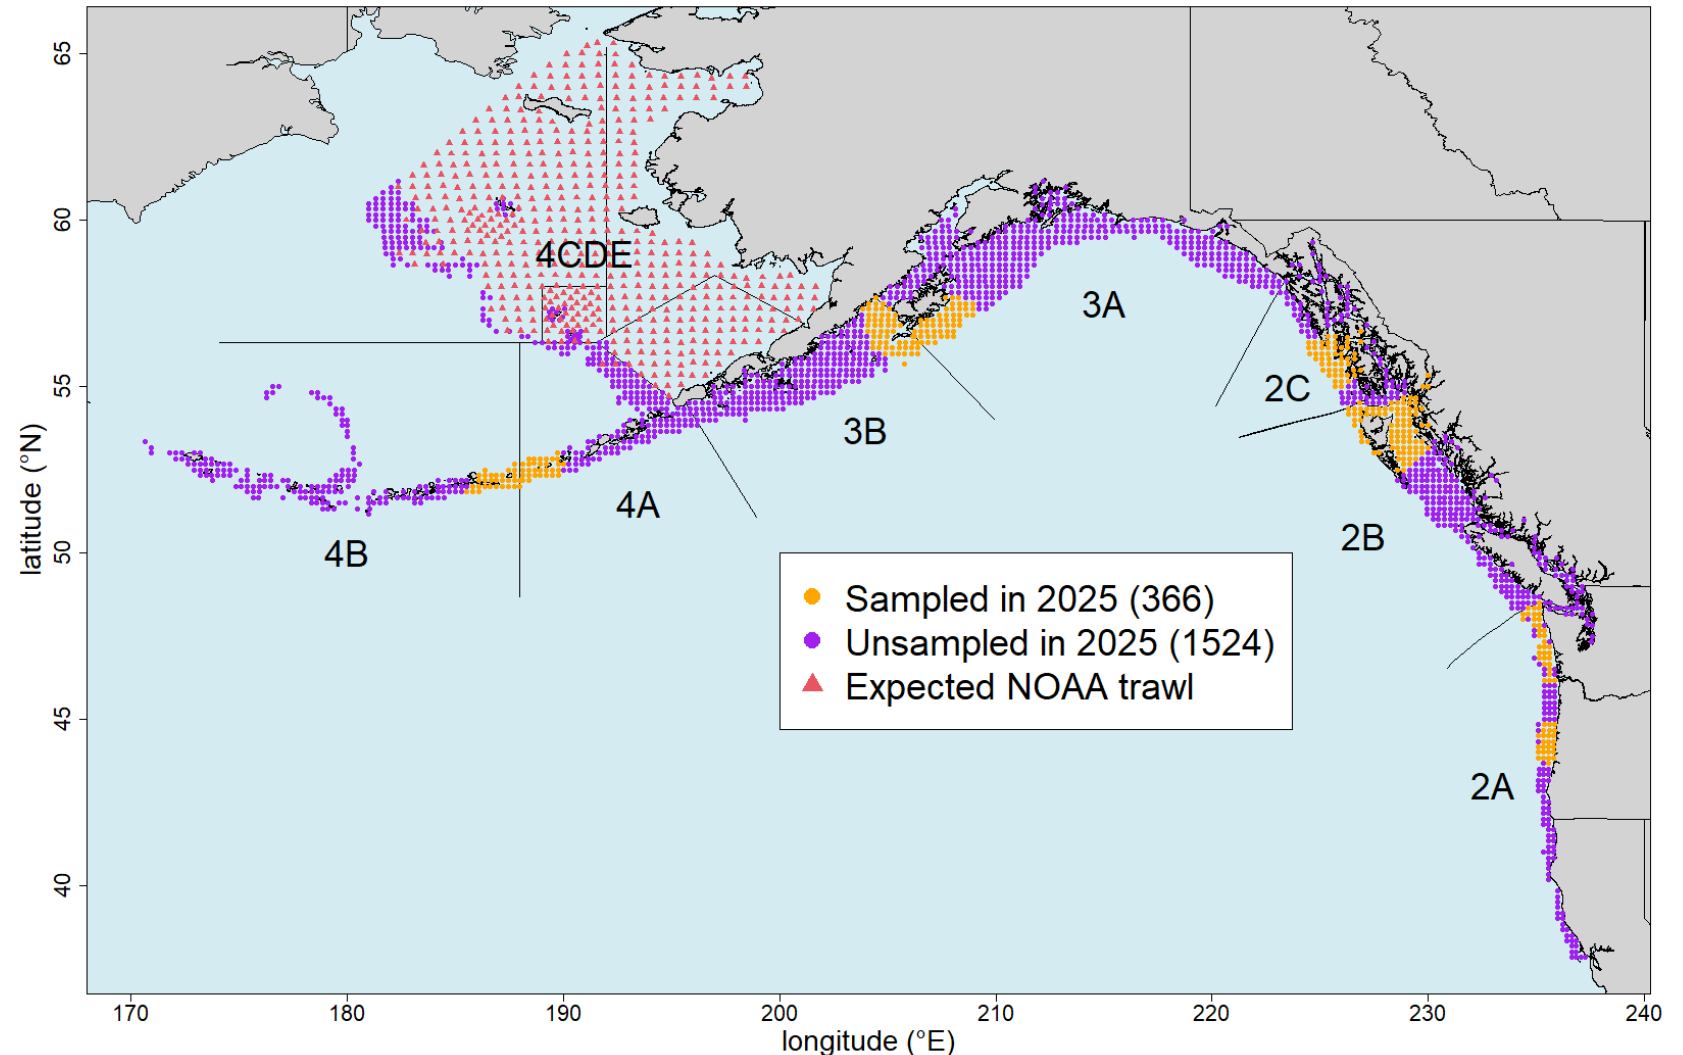 65
60
55
50
45
40
latitude (°N)
4CDE
3A
2C
3B
4A
2B
4B
2A
Sampled in 2025 (366)
Unsampled in 2025 (1524)
Expected NOAA trawl
170
180
190
200
210
220
230
240
longitude (°E)